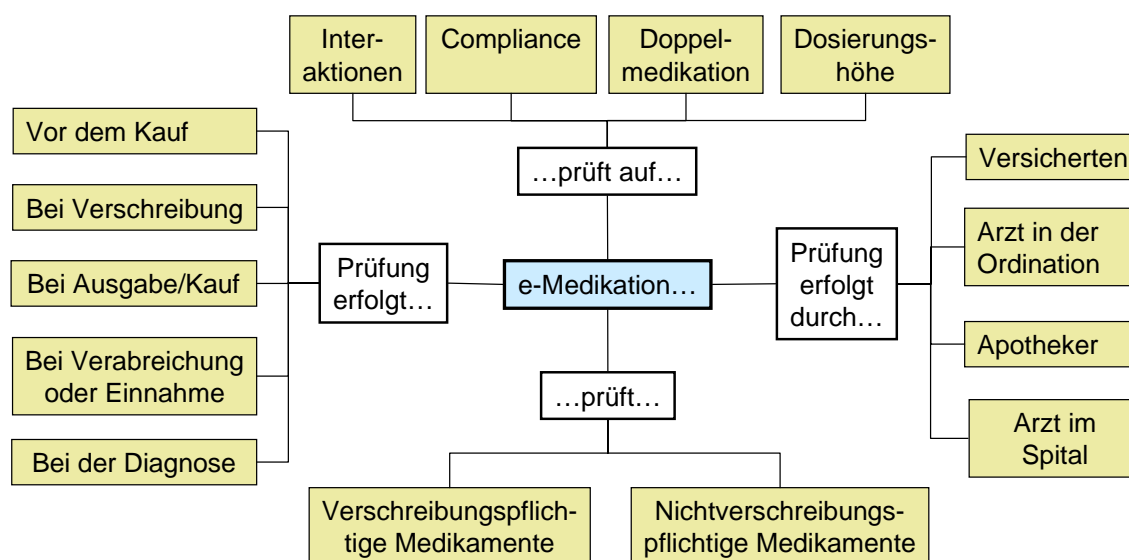 Inter-
aktionen
Compliance
Doppel-
medikation
Dosierungs-
höhe
…prüft auf…
Vor dem Kauf
Bei Verschreibung
Bei Ausgabe/Kauf
Bei Verabreichung
oder Einnahme
Bei der Diagnose
Prüfung
erfolgt…
e-Medikation…
Prüfung
erfolgt
durch…
Versicherten
Arzt in der
Ordination
Apotheker
Arzt im
Spital
…prüft…
Verschreibungspflich-
tige Medikamente
Nichtverschreibungs-
pflichtige Medikamente